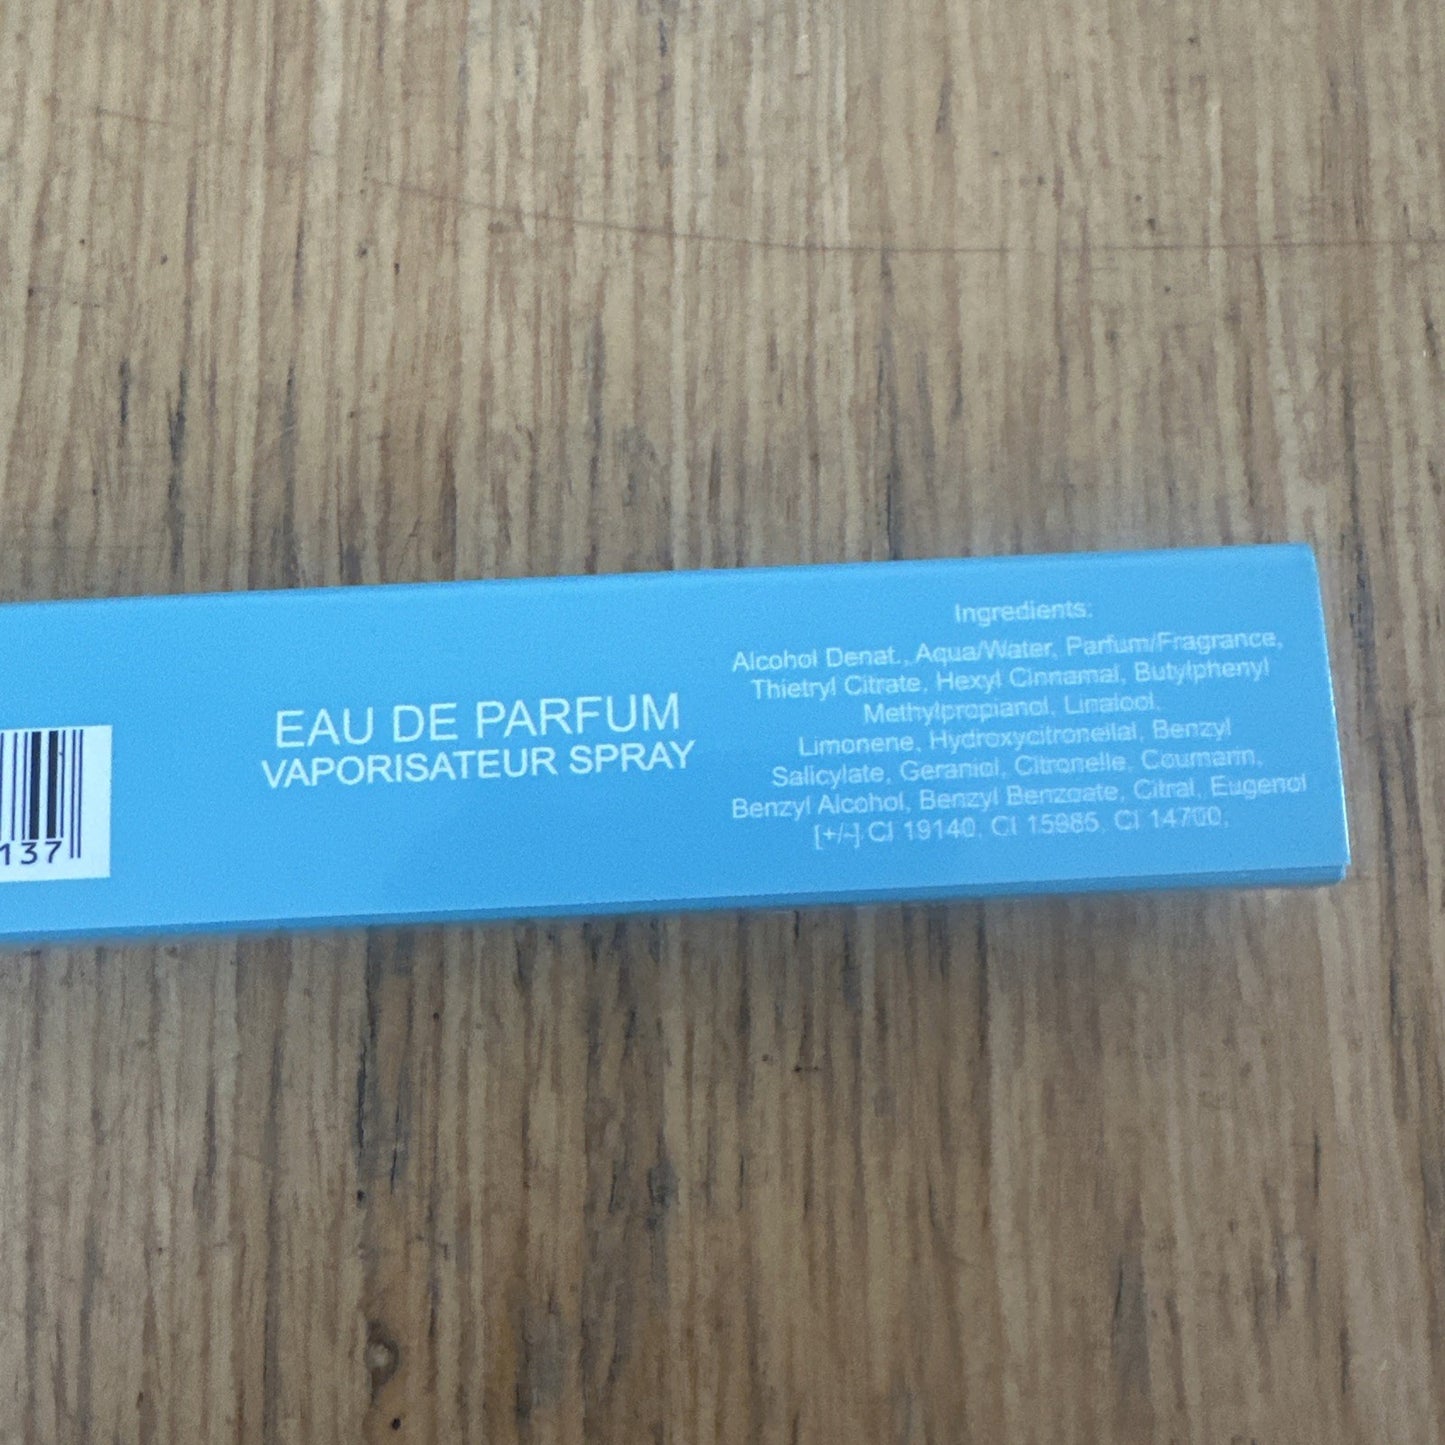 137
EAU DE PARFUM
VAPORISATEUR SPRAY
Ingredients:
Alcohol Denat., Aqua/Water, Parfum/Fragrance,
Thietryl Citrate, Hexyl Cinnamal, Butylphenyl
Methylpropianol, Linalool,
Limonene, Hydroxycitronellal, Benzyl
Salicylate, Geraniol, Citronelle, Coumarin,
Benzyl Alcohol, Benzyl Benzoate, Citral, Eugenol
[+/-] CI 19140, CI 15985, CI 14700,